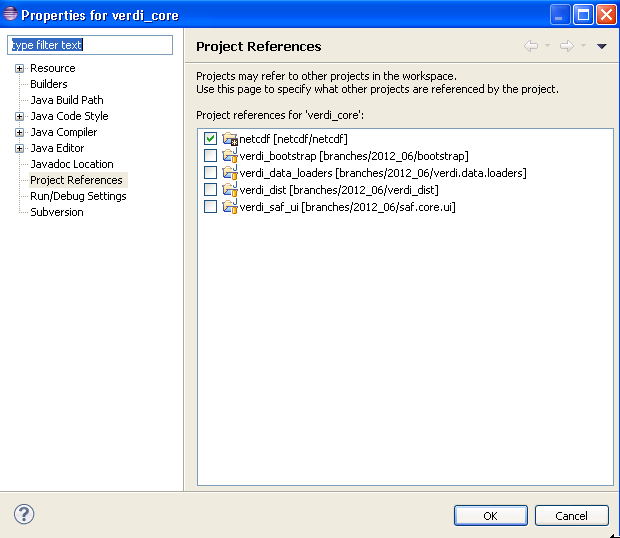 Properties for verdi_core
type filter text
Resource
Builders
Java Build Path
Java Code Style
Java Compiler
Java Editor
Javadoc Location
Project References
Run/Debug Settings
Subversion
Project References
Projects may refer to other projects in the workspace.
Use this page to specify what other projects are referenced by the project.
Project references for 'verdi_core':
netcdf [netcdf/netcdf]
verdi_bootstrap [branches/2012_06/bootstrap]
verdi_data_loaders [branches/2012_06/verdi.data.loaders]
verdi_dist [branches/2012_06/verdi_dist]
verdi_saf_ui [branches/2012_06/saf.core.ui]
OK
Cancel